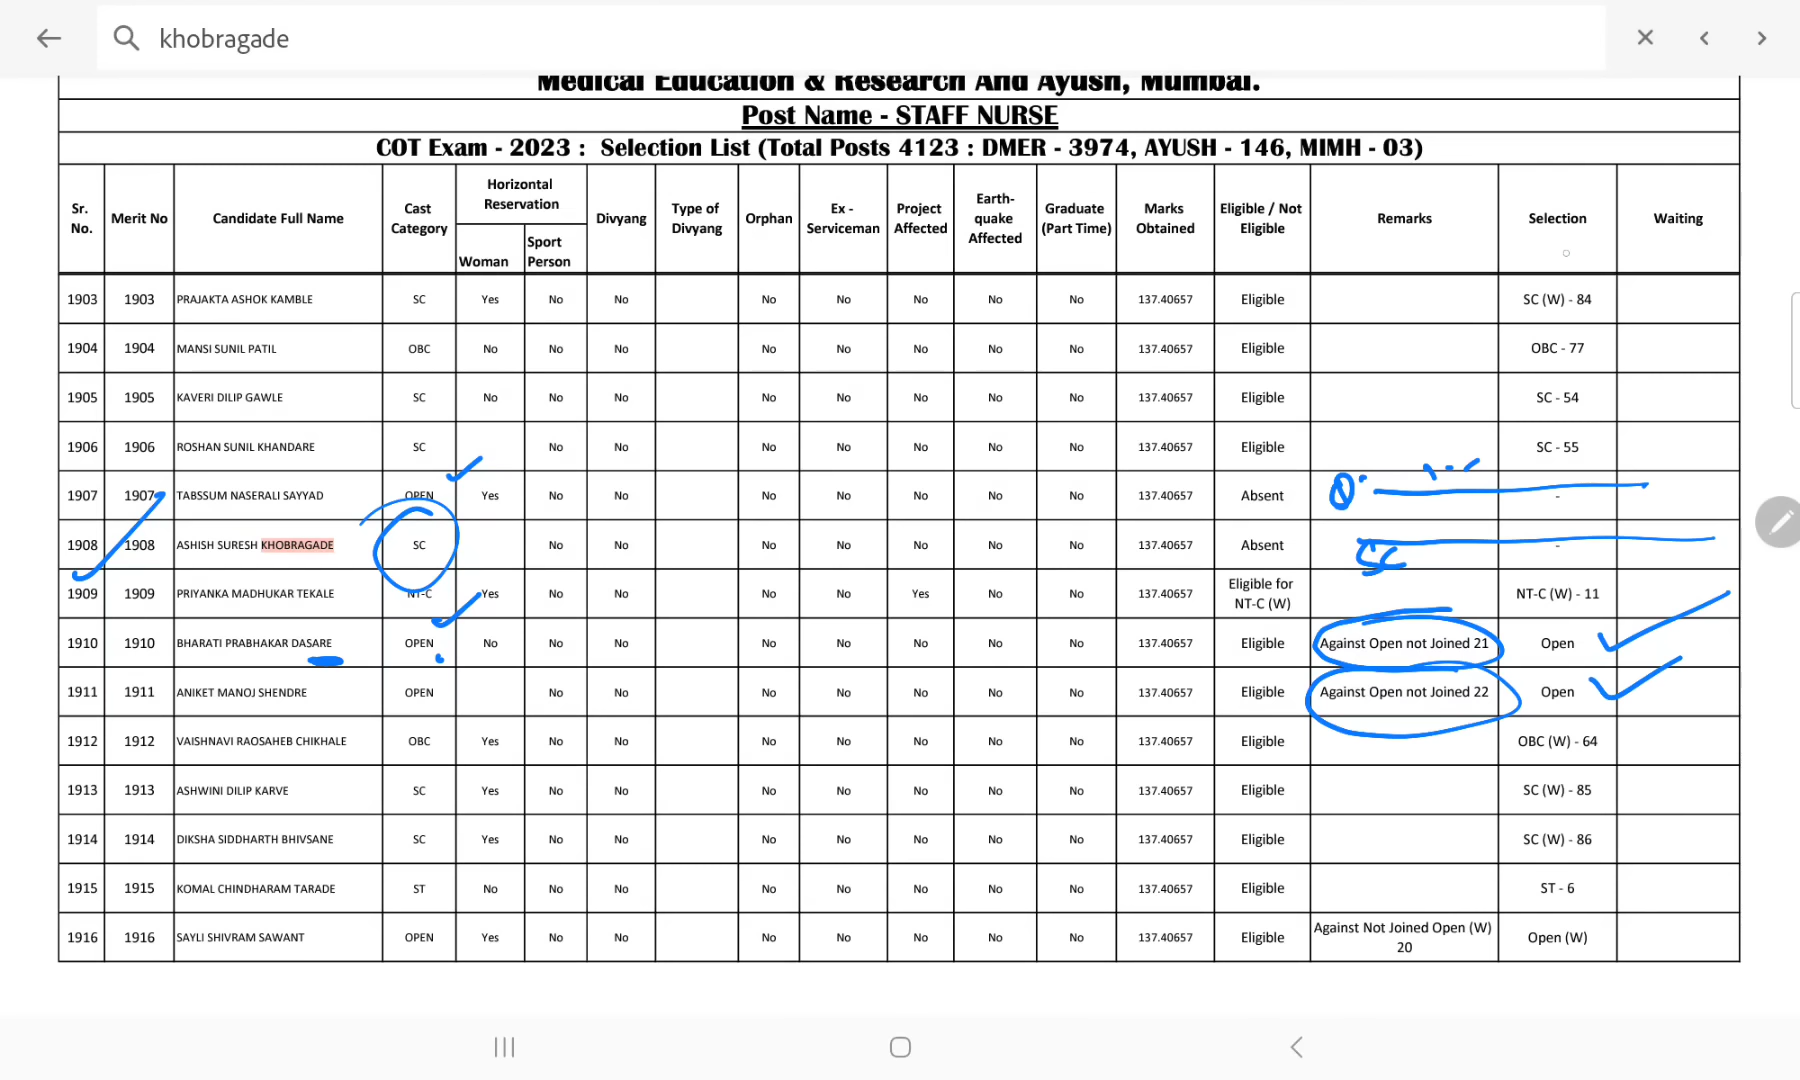 khobragade
Medical Education & Research And Ayush, Mumbai.
Post Name - STAFF NURSE
COT Exam - 2023 : Selection List (Total Posts 4123 : DMER - 3974, AYUSH - 146, MIMH - 03)
Sr. No. Merit No Candidate Full Name Cast Category Horizontal Reservation Woman Sport Person Divyang Type of Divyang Orphan Ex - Serviceman Project Affected Earth-quake Affected Graduate (Part Time) Marks Obtained Eligible / Not Eligible Remarks Selection Waiting
1903 1903 PRAJAKTA ASHOK KAMBLE SC Yes No No No No No No No 137.40657 Eligible SC (W) - 84
1904 1904 MANSI SUNIL PATIL OBC No No No No No No No No 137.40657 Eligible OBC - 77
1905 1905 KAVERI DILIP GAWLE SC No No No No No No No No 137.40657 Eligible SC - 54
1906 1906 ROSHAN SUNIL KHANDARE SC No No No No No No No 137.40657 Eligible SC - 55
1907 1907 TABSSUM NASERALI SAYYAD OPEN Yes No No No No No No No 137.40657 Absent -
1908 1908 ASHISH SURESH KHOBRAGADE SC No No No No No No No 137.40657 Absent SC -
1909 1909 PRIYANKA MADHUKAR TEKALE NT-C Yes No No No No Yes No No 137.40657 Eligible for NT-C (W) NT-C (W) - 11
1910 1910 BHARATI PRABHAKAR DASARE OPEN No No No No No No No No 137.40657 Eligible Against Open not Joined 21 Open
1911 1911 ANIKET MANOJ SHENDRE OPEN No No No No No No No 137.40657 Eligible Against Open not Joined 22 Open
1912 1912 VAISHNAVI RAOSAHEB CHIKHALE OBC Yes No No No No No No No 137.40657 Eligible OBC (W) - 64
1913 1913 ASHWINI DILIP KARVE SC Yes No No No No No No No 137.40657 Eligible SC (W) - 85
1914 1914 DIKSHA SIDDHARTH BHIVSANE SC Yes No No No No No No No 137.40657 Eligible SC (W) - 86
1915 1915 KOMAL CHINDHARAM TARADE ST No No No No No No No No 137.40657 Eligible ST - 6
1916 1916 SAYLI SHIVRAM SAWANT OPEN Yes No No No No No No No 137.40657 Eligible Against Not Joined Open (W) 20 Open (W)